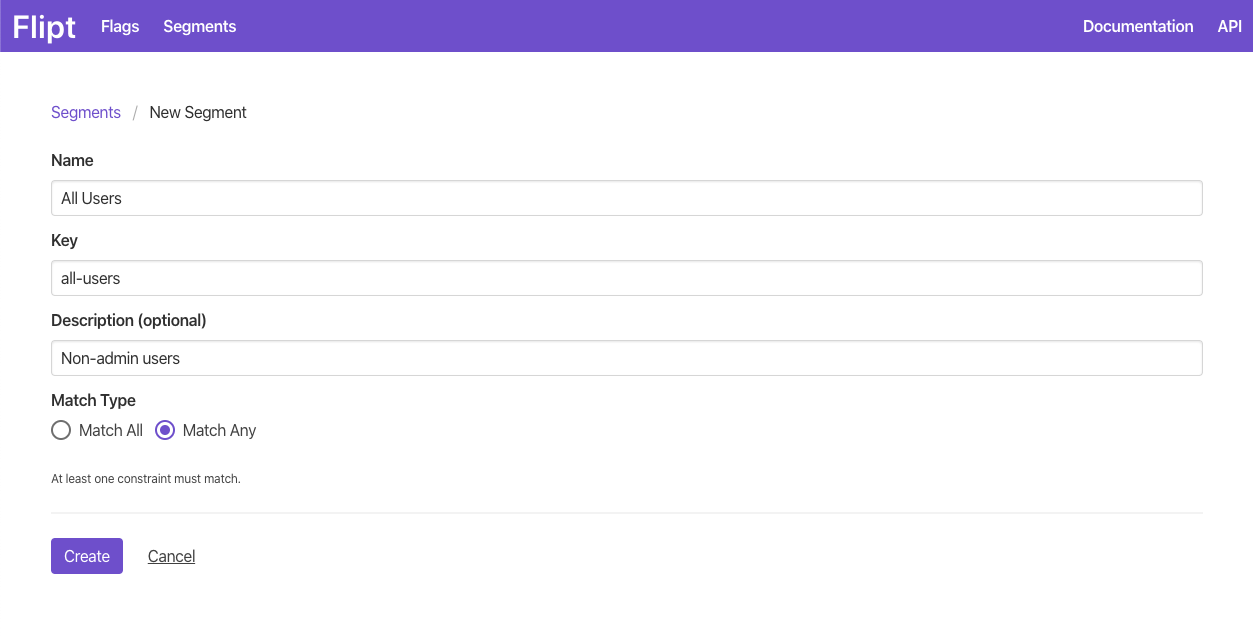 Flipt Flags Segments Documentation API
Segments / New Segment
Name
All Users
Key
all-users
Description (optional)
Non-admin users
Match Type
Match All Match Any
At least one constraint must match.
Create Cancel